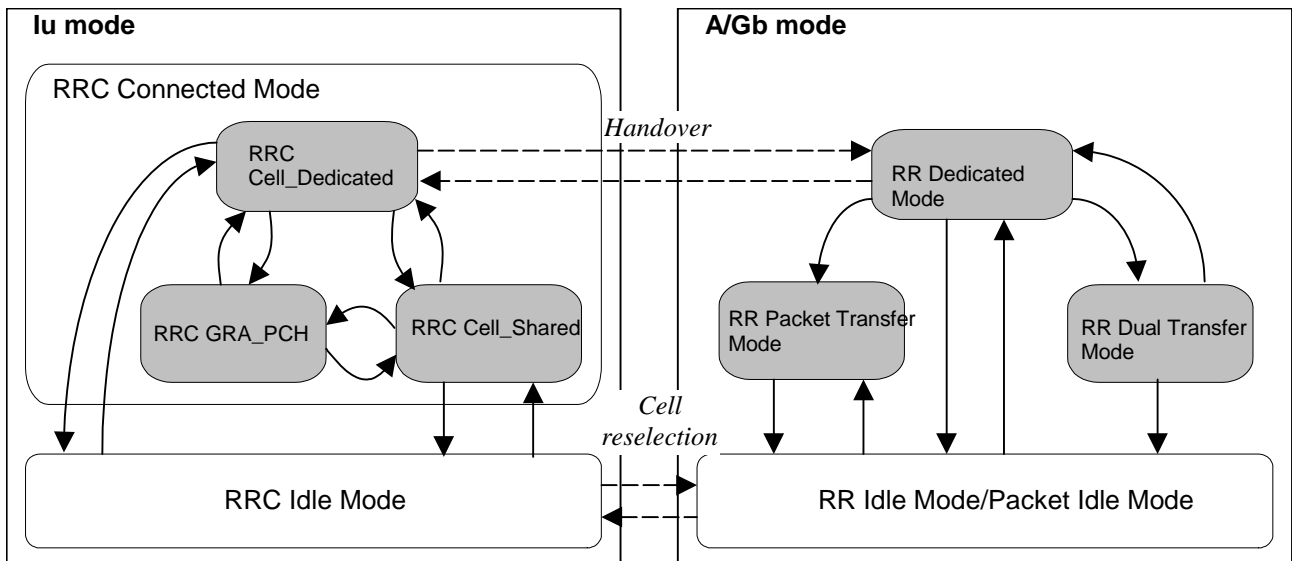 Iu mode
A/Gb mode
RRC Connected Mode
RRC
Cell_Dedicated
Handover
RR Dedicated
Mode
RRC GRA_PCH
RRC Cell_Shared
RR Packet Transfer
Mode
RR Dual Transfer
Mode
Cell
reselection
RRC Idle Mode
RR Idle Mode/Packet Idle Mode